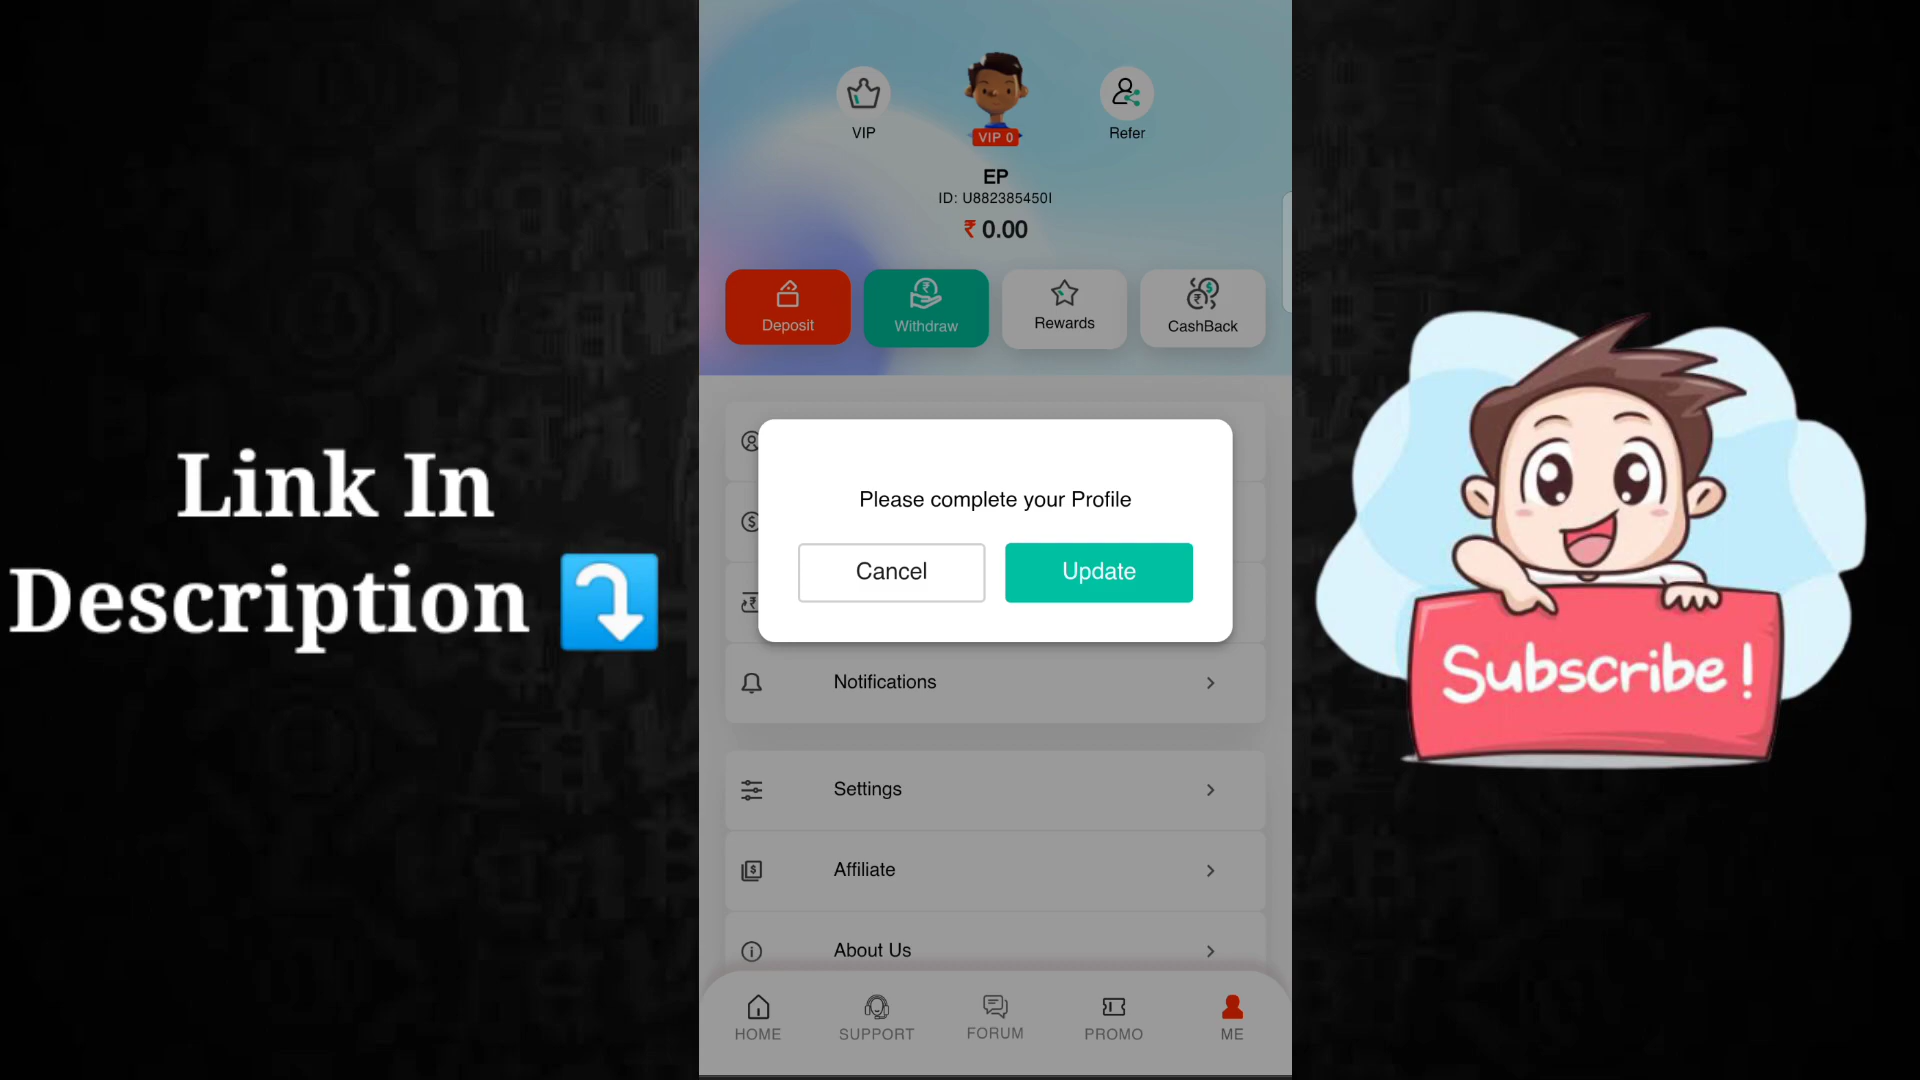 Link In
Description
VIP
VIP 0
Refer
EP
ID: U882385450I
₹ 0.00
Deposit
Withdraw
Rewards
CashBack
Please complete your Profile
Cancel
Update
Notifications
Settings
Affiliate
About Us
HOME
SUPPORT
FORUM
PROMO
ME
Subscribe!